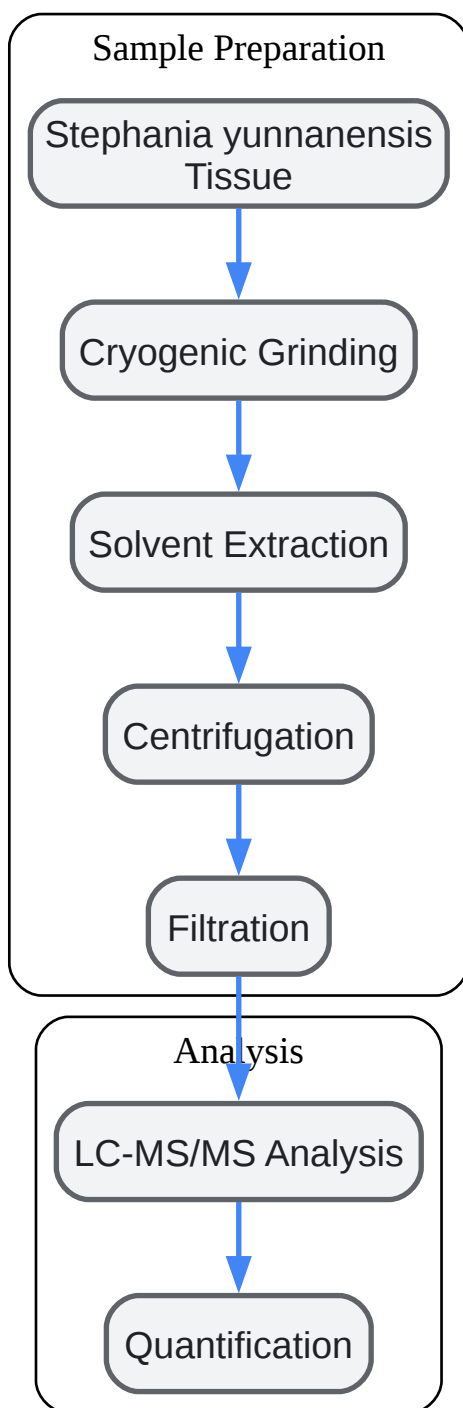 Sample Preparation
Stephania yunnanensis
Tissue
Cryogenic Grinding
Solvent Extraction
Centrifugation
Filtration
Analysis
LC-MS/MS Analysis
Quantification